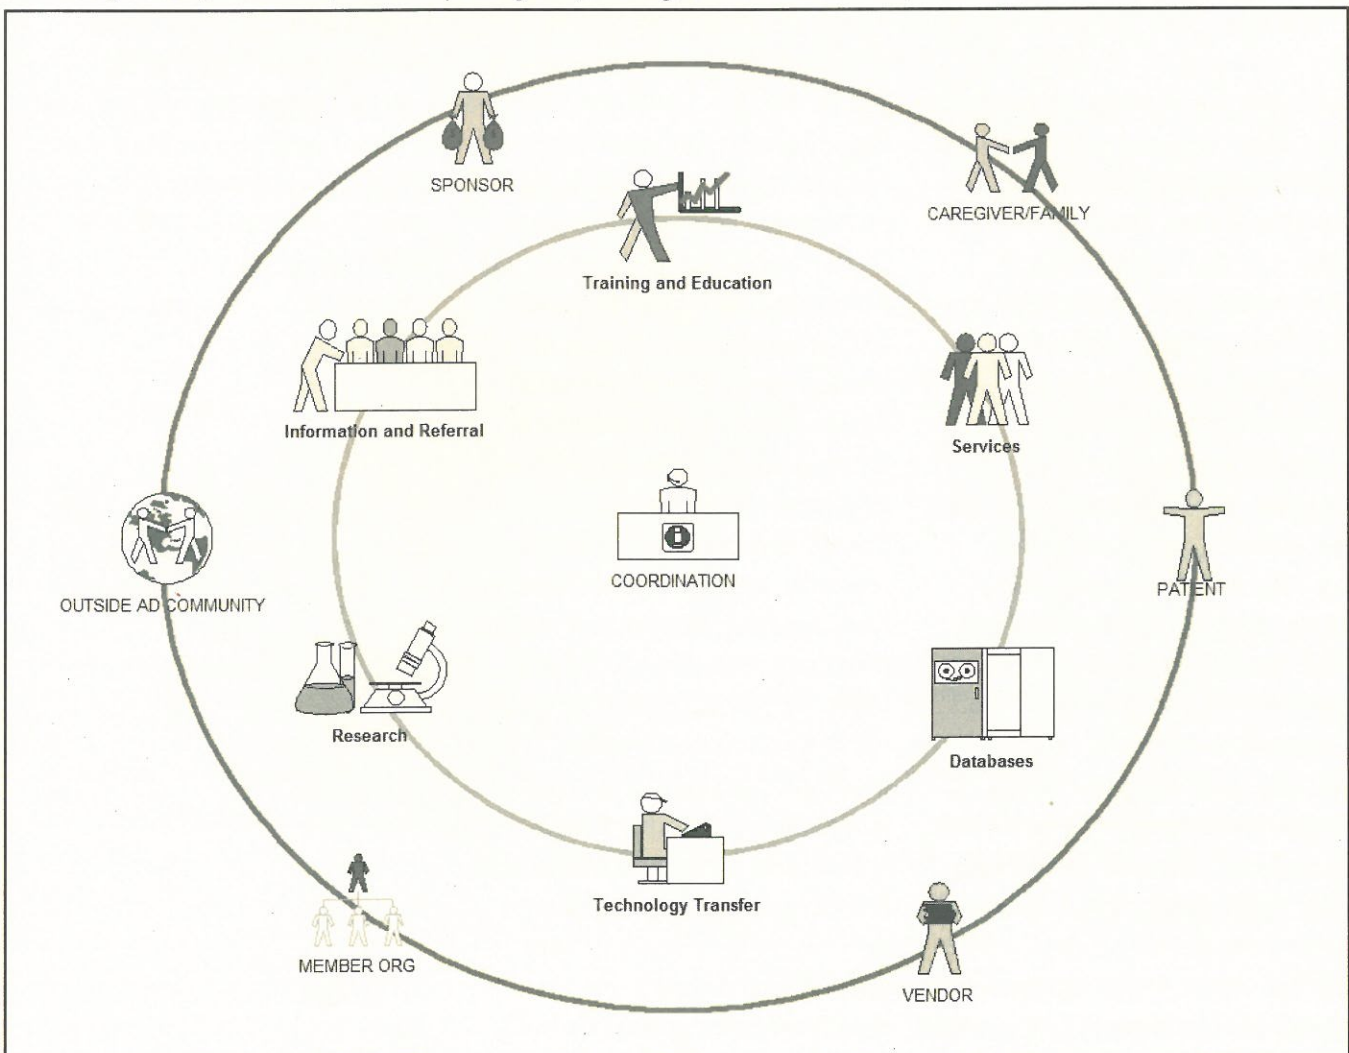 SPONSOR
CAREGIVER/FAMILY
Training and Education
Information and Referral
Services
COORDINATION
PATENT
OUTSIDE AD COMMUNITY
Research
Databases
Technology Transfer
MEMBER ORG
VENDOR